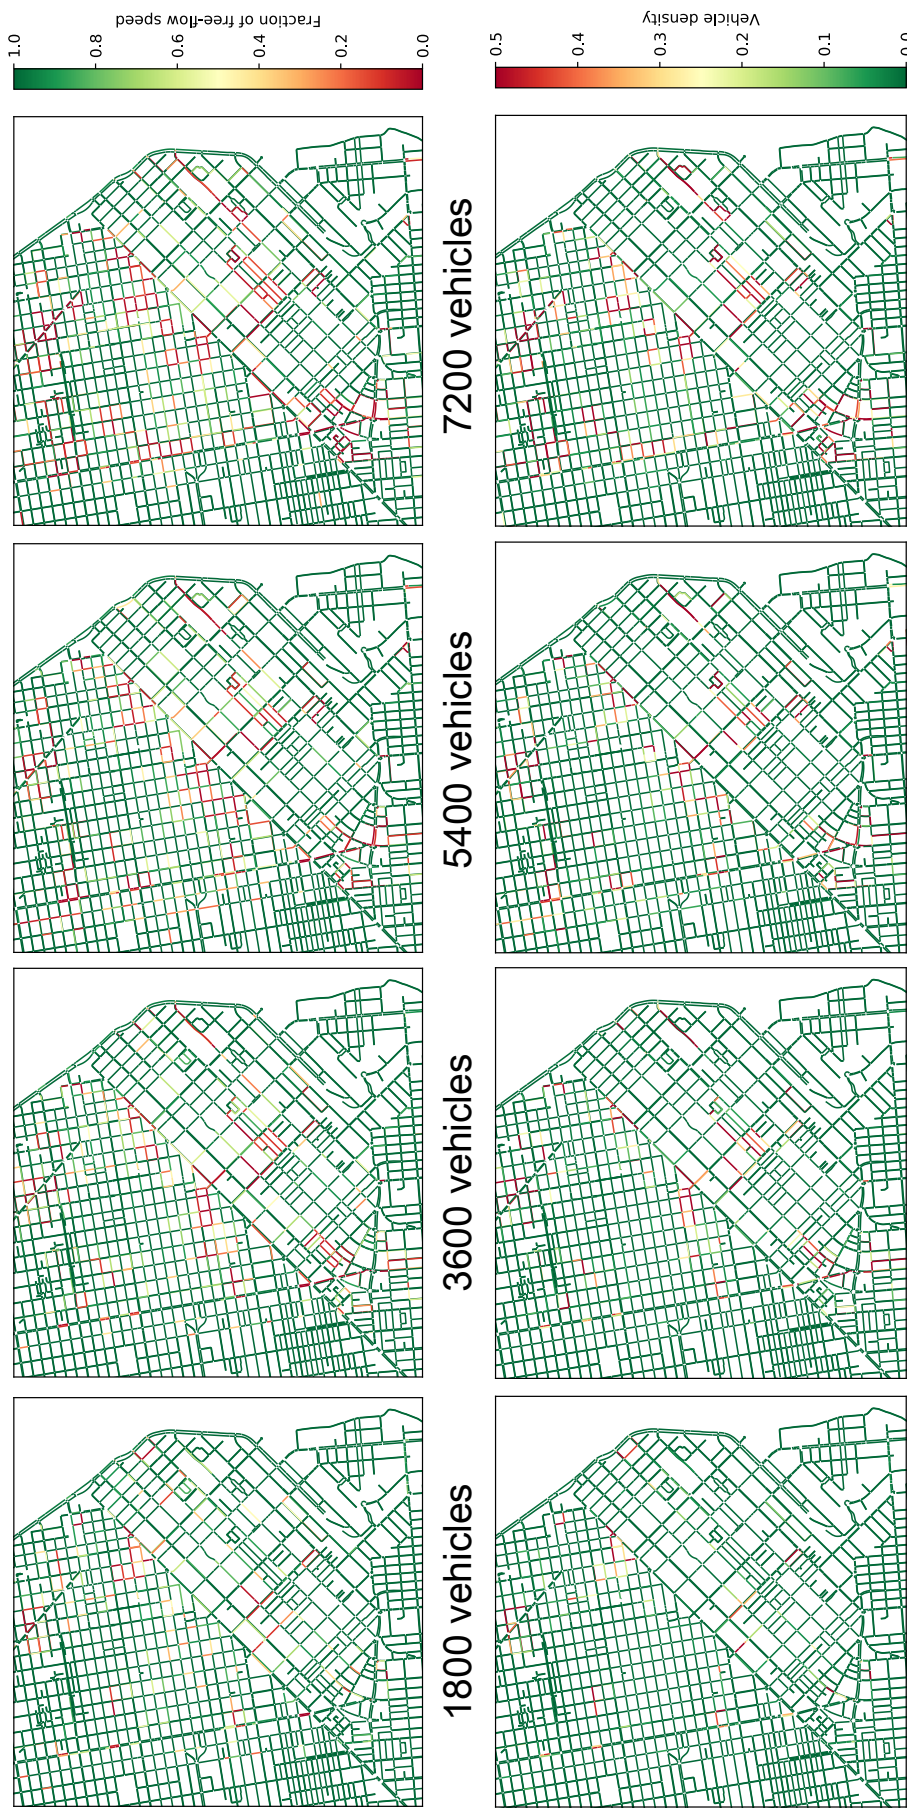 1.0
0.8
0.6
0.4
0.2
0.0
Fraction of free-flow speed
1800 vehicles
3600 vehicles
5400 vehicles
7200 vehicles
0.5
0.4
0.3
0.2
0.1
0.0
Vehicle density